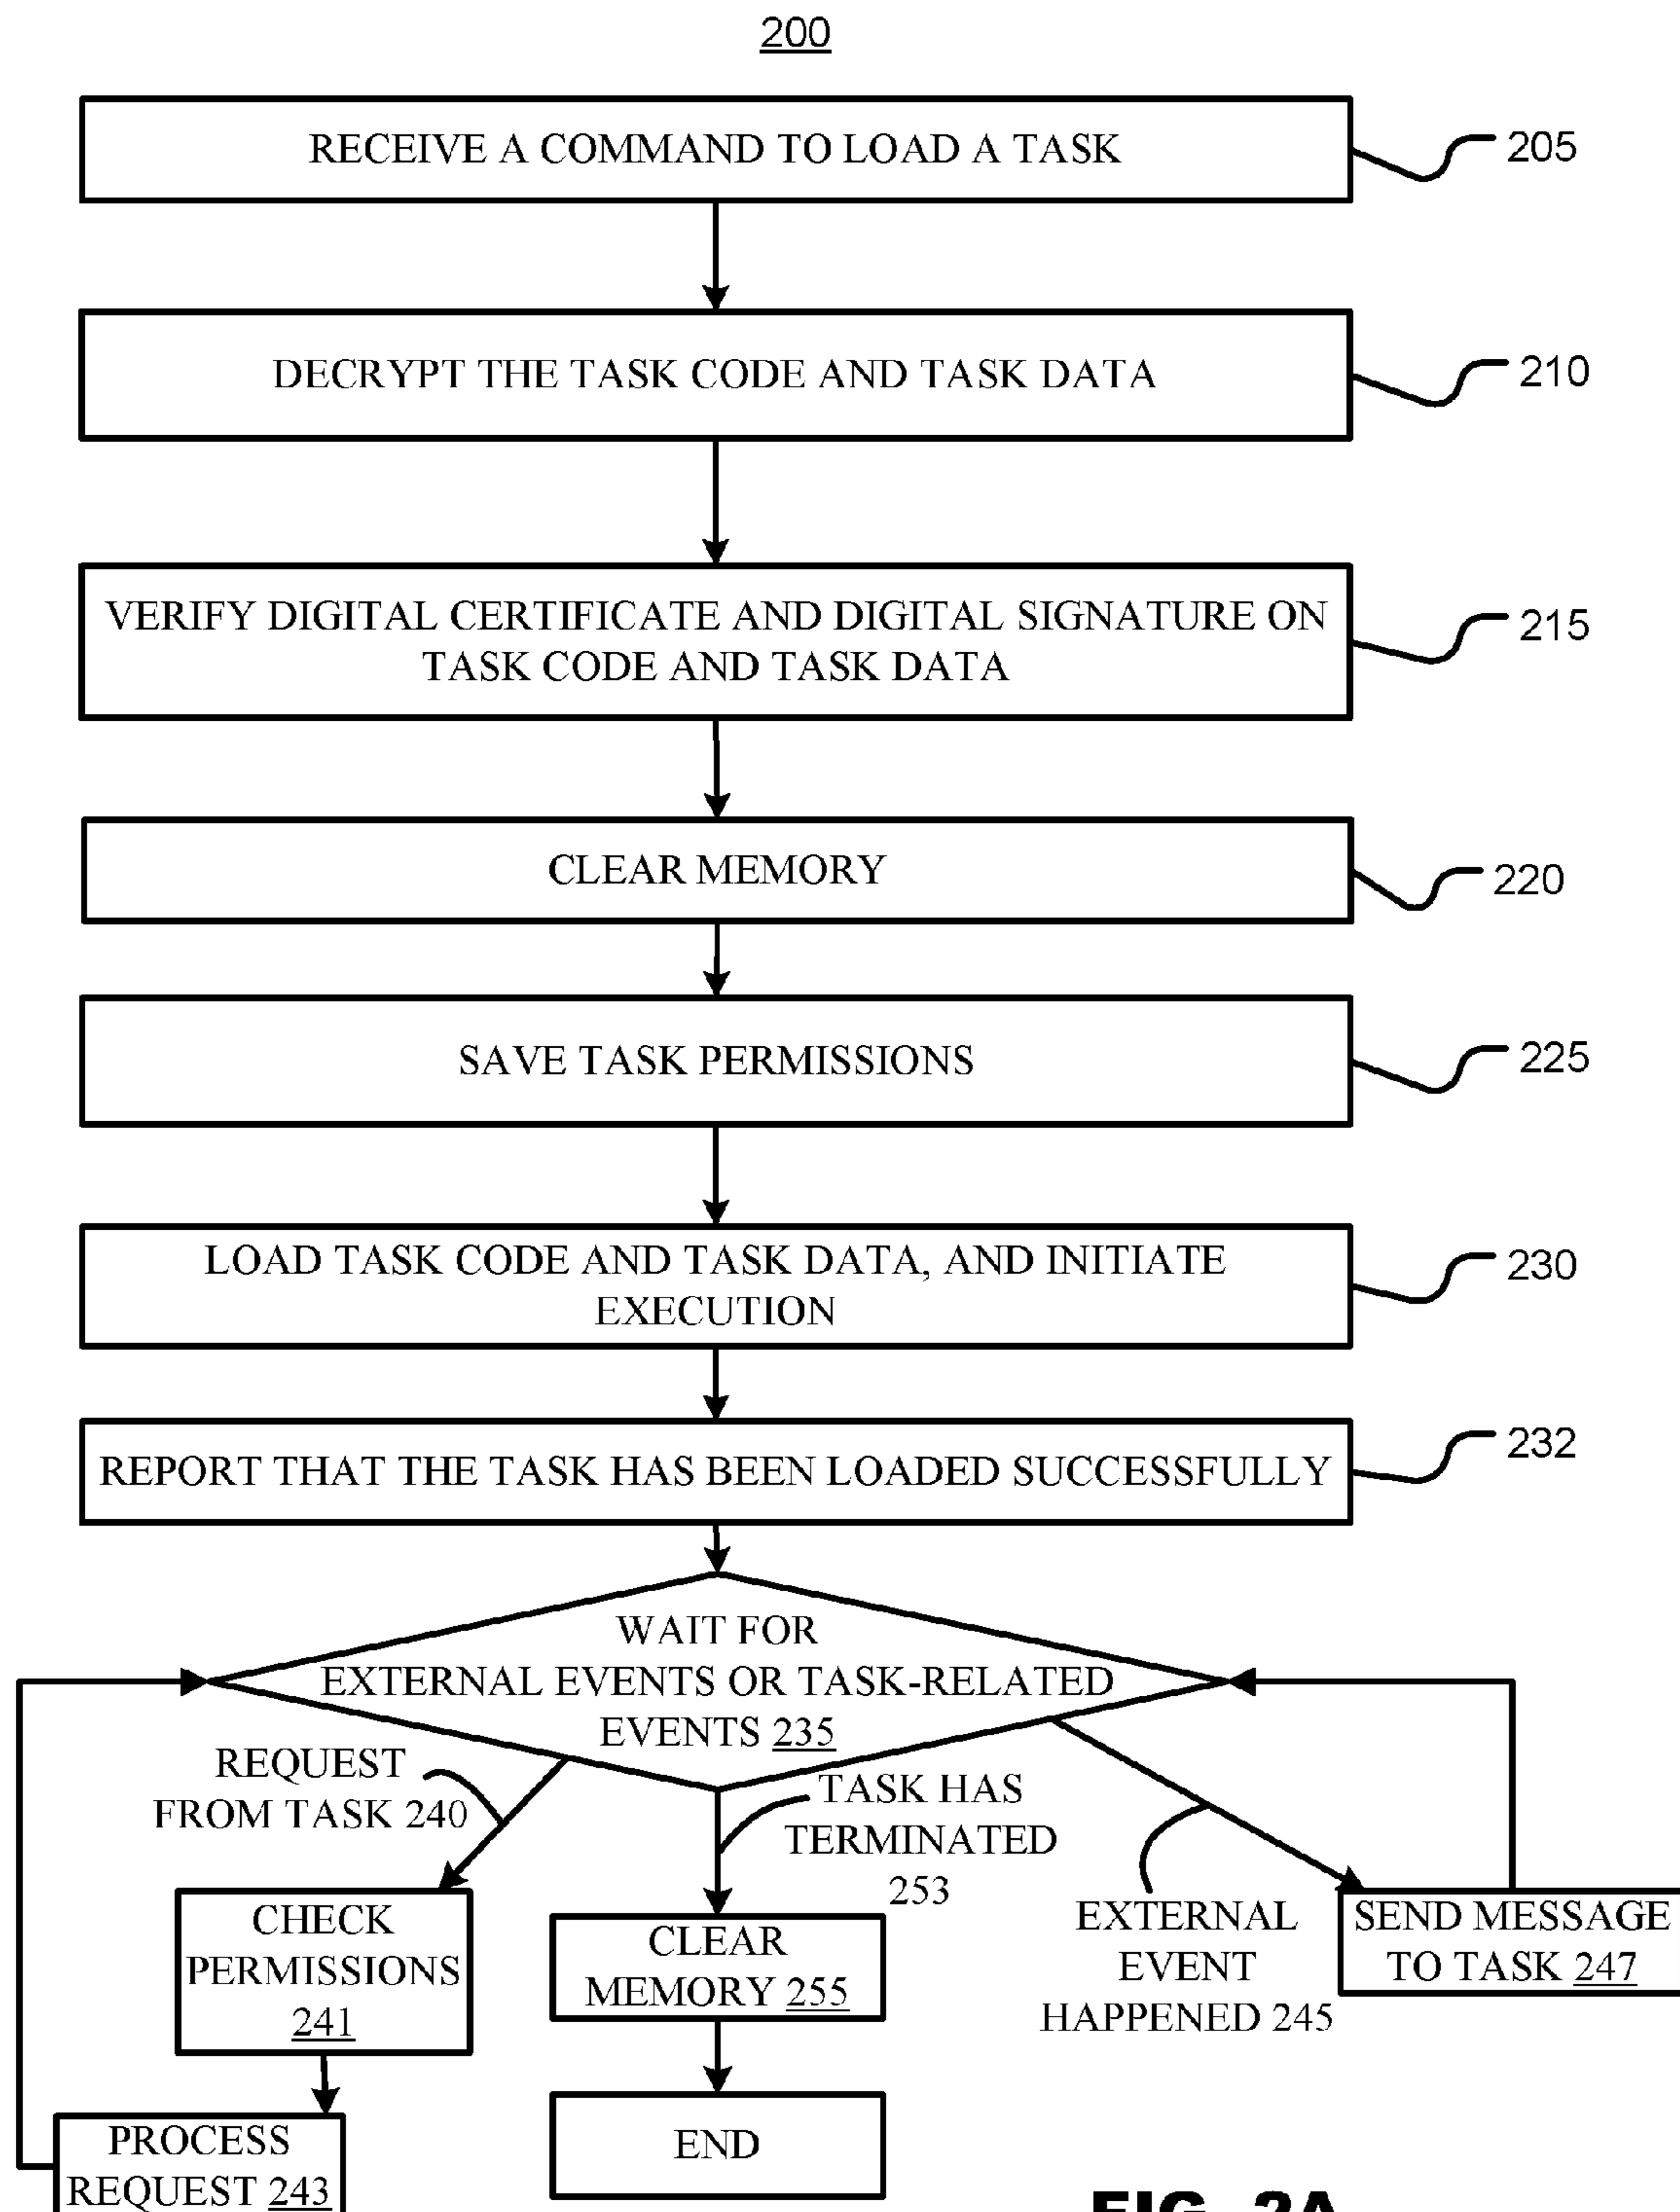 200
RECEIVE A COMMAND TO LOAD A TASK
205
DECRYPT THE TASK CODE AND TASK DATA
210
VERIFY DIGITAL CERTIFICATE AND DIGITAL SIGNATURE ON
TASK CODE AND TASK DATA
215
CLEAR MEMORY
220
SAVE TASK PERMISSIONS
225
LOAD TASK CODE AND TASK DATA, AND INITIATE
EXECUTION
230
REPORT THAT THE TASK HAS BEEN LOADED SUCCESSFULLY
232
WAIT FOR
EXTERNAL EVENTS OR TASK-RELATED
EVENTS 235
REQUEST
FROM TASK 240
TASK HAS
TERMINATED
253
EXTERNAL
EVENT
HAPPENED 245
CHECK
PERMISSIONS
241
CLEAR
MEMORY 255
SEND MESSAGE
TO TASK 247
PROCESS
REQUEST 243
END
FIG. 2A